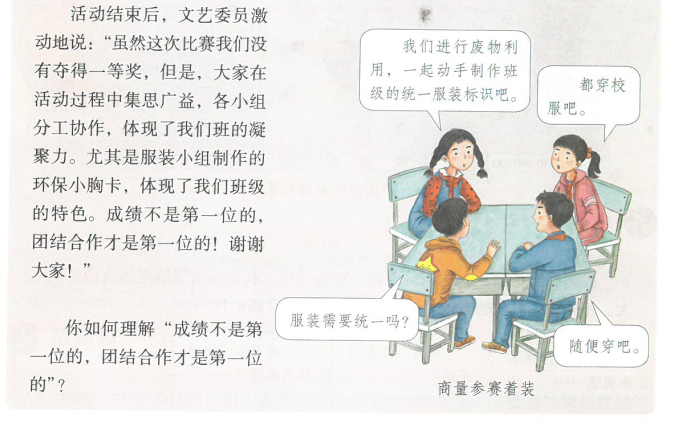 活动结束后，文艺委员激
动地说：“虽然这次比赛我们没
有夺得一等奖，但是，大家在
活动过程中集思广益，各小组
分工协作，体现了我们班的凝
聚力。尤其是服装小组制作的
环保小胸卡，体现了我们班级
的特色。成绩不是第一位的，
团结合作才是第一位的！谢谢
大家！”
你如何理解“成绩不是第
一位的，团结合作才是第一位
的”？
我们进行废物利
用，一起动手制作班
级的统一服装标识吧。
都穿校
服吧。
服装需要统一吗？
随便穿吧。
商量参赛着装